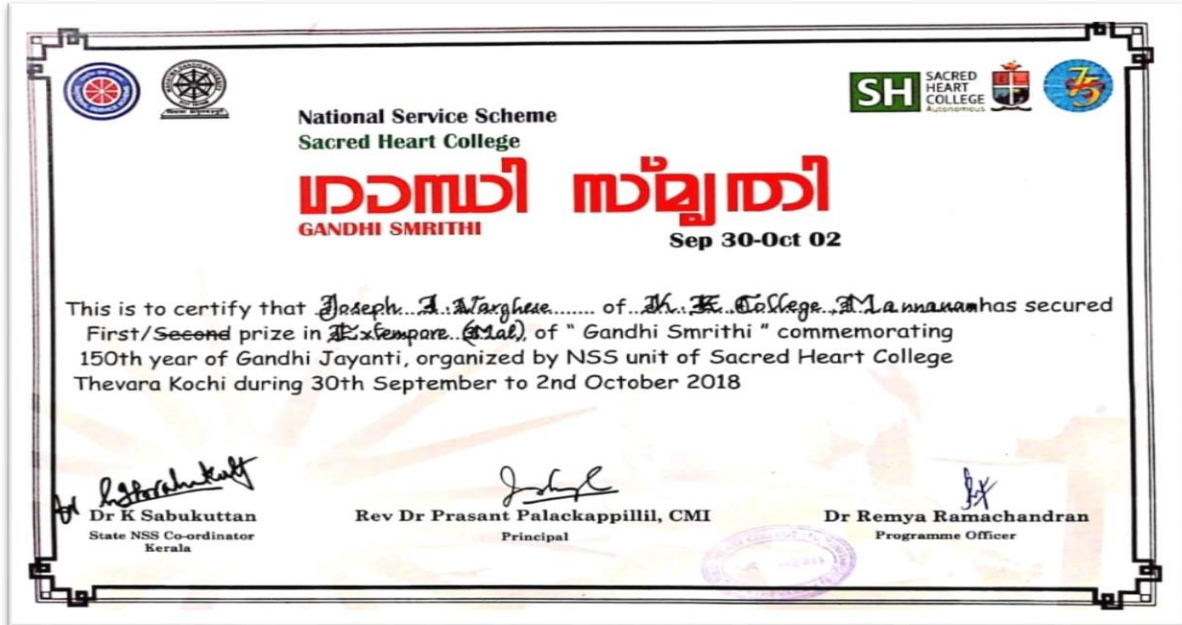 SH SACRED
HEART
COLLEGE
Autonomous
75
National Service Scheme
Sacred Heart College
ഗാന്ധി സ്മൃതി
GANDHI SMRITHI
Sep 30-Oct 02
This is to certify that Joseph .J. Varghese........ of K. E. College, Mannanam has secured
First/Second prize in Extempore (Mal), of " Gandhi Smrithi " commemorating
150th year of Gandhi Jayanti, organized by NSS unit of Sacred Heart College
Thevara Kochi during 30th September to 2nd October 2018
Dr K Sabukuttan
State NSS Co-ordinator
Kerala
Rev Dr Prasant Palackappillil, CMI
Principal
Dr Remya Ramachandran
Programme Officer